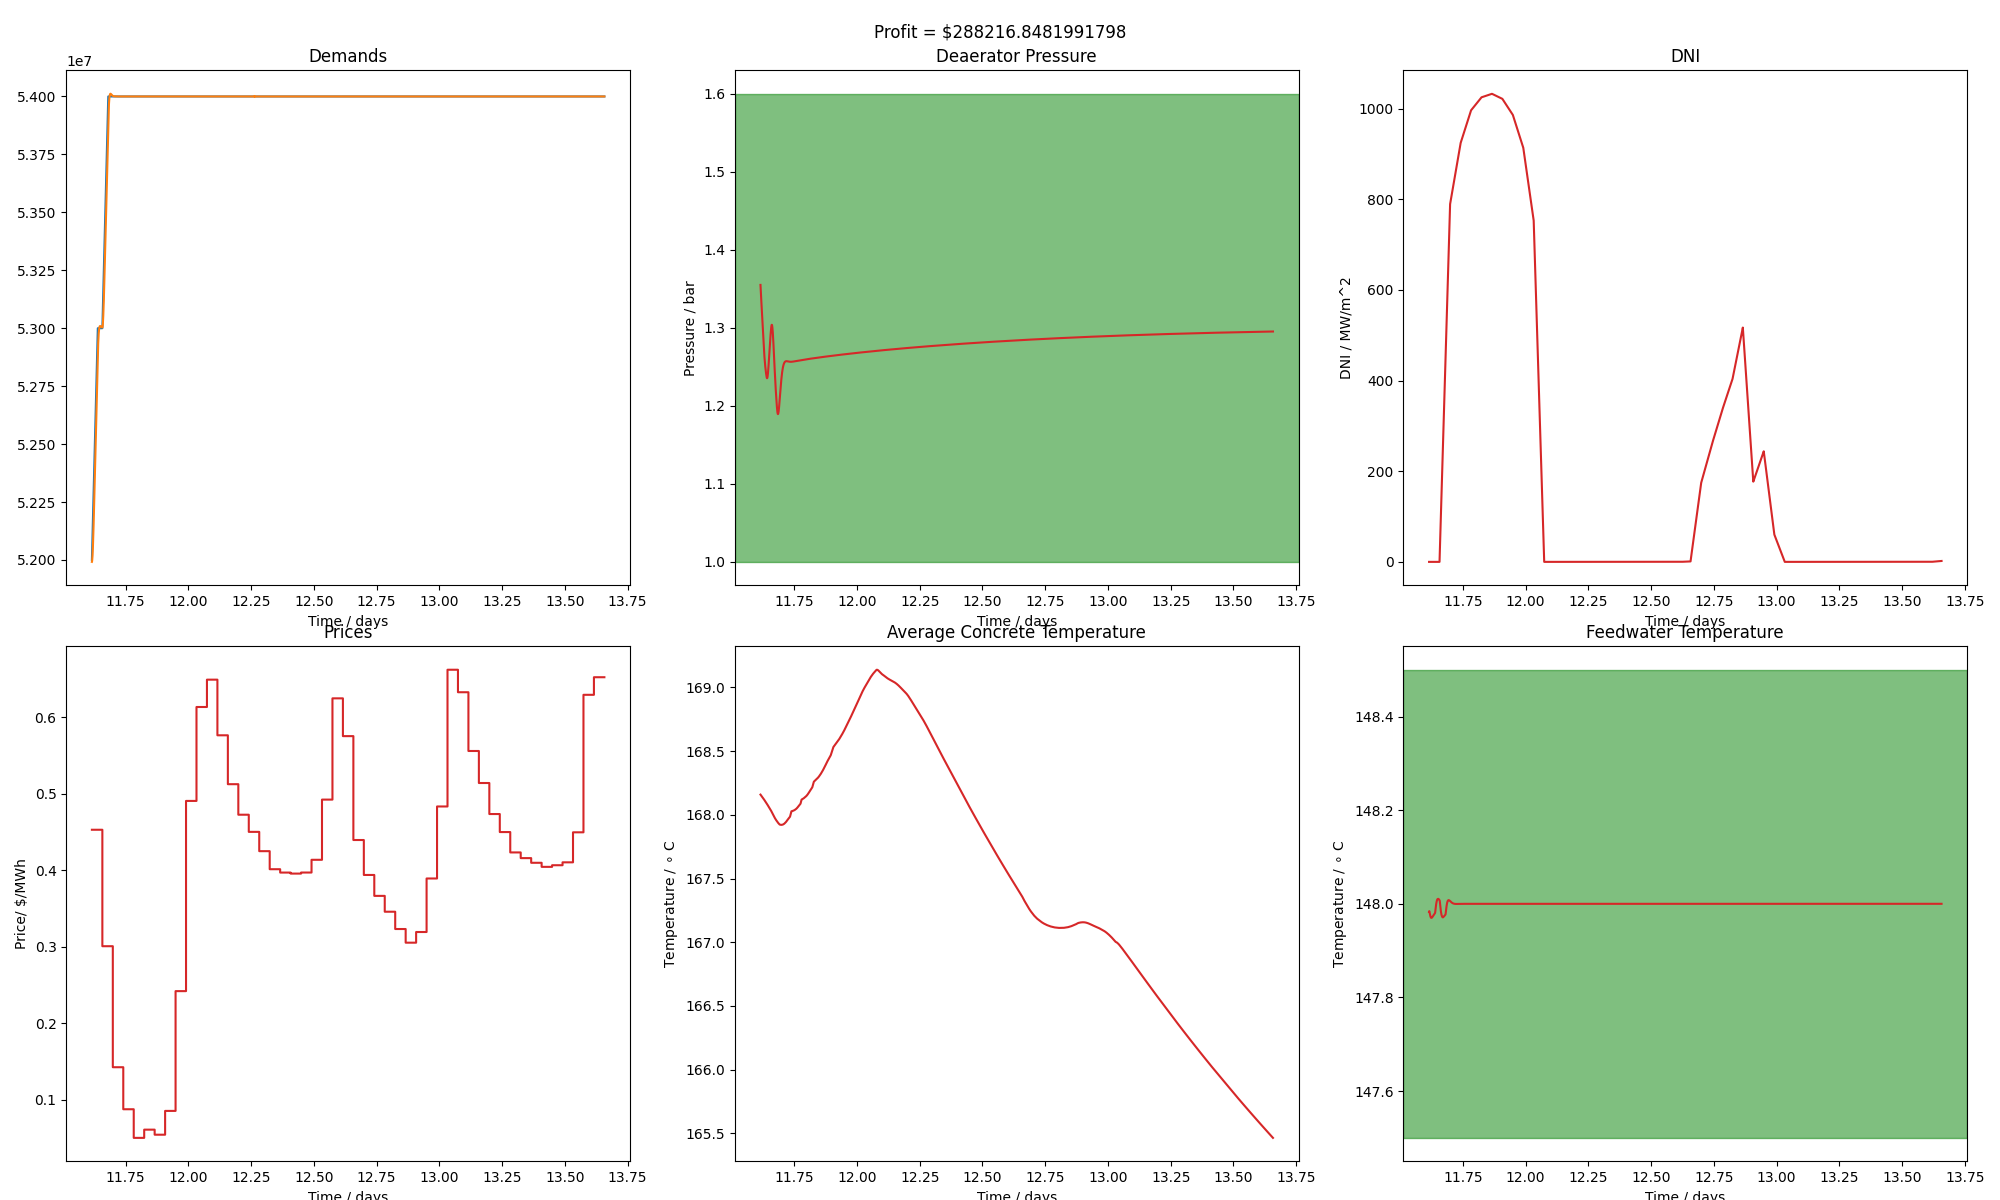 Profit = $288216.8481991798
Demands
1e7
5.400
5.375
5.350
5.325
5.300
5.275
5.250
5.225
5.200
11.75 12.00 12.25 12.50 12.75 13.00 13.25 13.50 13.75
Time / days
Deaerator Pressure
Pressure / bar
1.6
1.5
1.4
1.3
1.2
1.1
1.0
11.75 12.00 12.25 12.50 12.75 13.00 13.25 13.50 13.75
Time / days
DNI
DNI / MW/m^2
1000
800
600
400
200
0
11.75 12.00 12.25 12.50 12.75 13.00 13.25 13.50 13.75
Time / days
Prices
Price/ $/MWh
0.6
0.5
0.4
0.3
0.2
0.1
11.75 12.00 12.25 12.50 12.75 13.00 13.25 13.50 13.75
Time / days
Average Concrete Temperature
Temperature / ∘ C
169.0
168.5
168.0
167.5
167.0
166.5
166.0
165.5
11.75 12.00 12.25 12.50 12.75 13.00 13.25 13.50 13.75
Time / days
Feedwater Temperature
Temperature / ∘ C
148.4
148.2
148.0
147.8
147.6
11.75 12.00 12.25 12.50 12.75 13.00 13.25 13.50 13.75
Time / days